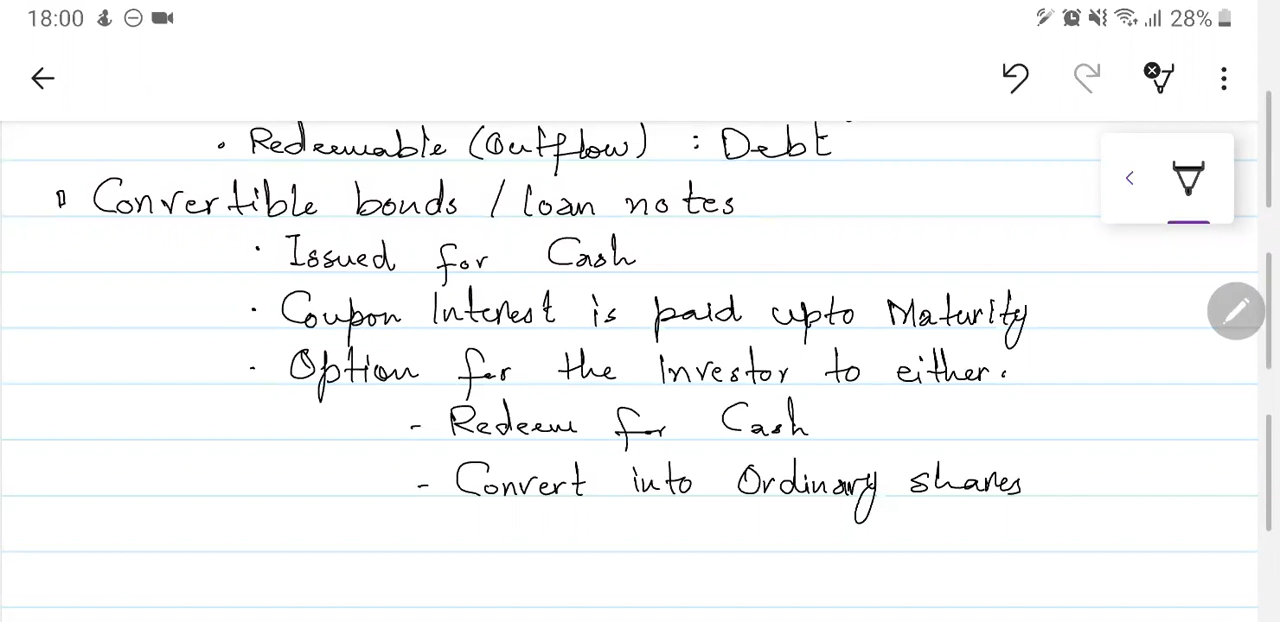 18:00 28%
• Redeemable (Outflow) : Debt
Convertible bonds / loan notes
• Issued for Cash
• Coupon Interest is paid upto Maturity
• Option for the Investor to either.
- Redeem for Cash
- Convert into Ordinary shares